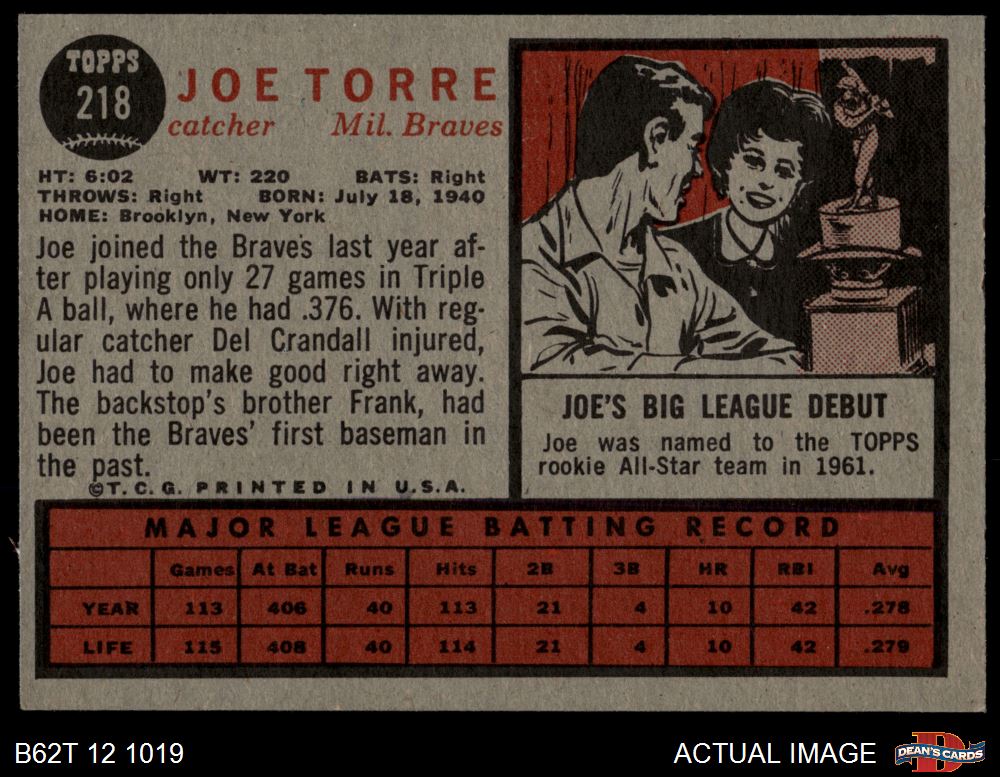 TOPPS
218
JOE TORRE
catcher Mil. Braves
HT: 6:02 WT: 220 BATS: Right
THROWS: Right BORN: July 18, 1940
HOME: Brooklyn, New York
Joe joined the Braves last year af-
ter playing only 27 games in Triple
A ball, where he had .376. With reg-
ular catcher Del Crandall injured,
Joe had to make good right away.
The backstop's brother Frank, had
been the Braves' first baseman in
the past.
©T.C.G. PRINTED IN U.S.A.
JOE'S BIG LEAGUE DEBUT
Joe was named to the TOPPS
rookie All-Star team in 1961.
MAJOR LEAGUE BATTING RECORD
Games At Bat Runs Hits 2B 3B HR RBI Avg
YEAR 113 406 40 113 21 4 10 42 .278
LIFE 115 408 40 114 21 4 10 42 .279
B62T 12 1019
ACTUAL IMAGE
DEAN'S CARDS